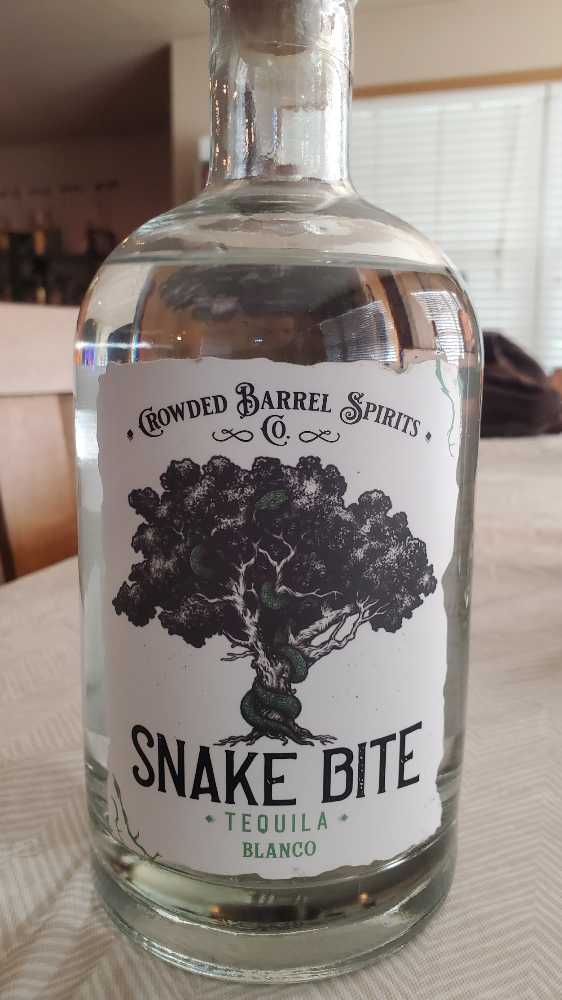 Crowded Barrel Spirits
Co.
SNAKE BITE
TEQUILA
BLANCO